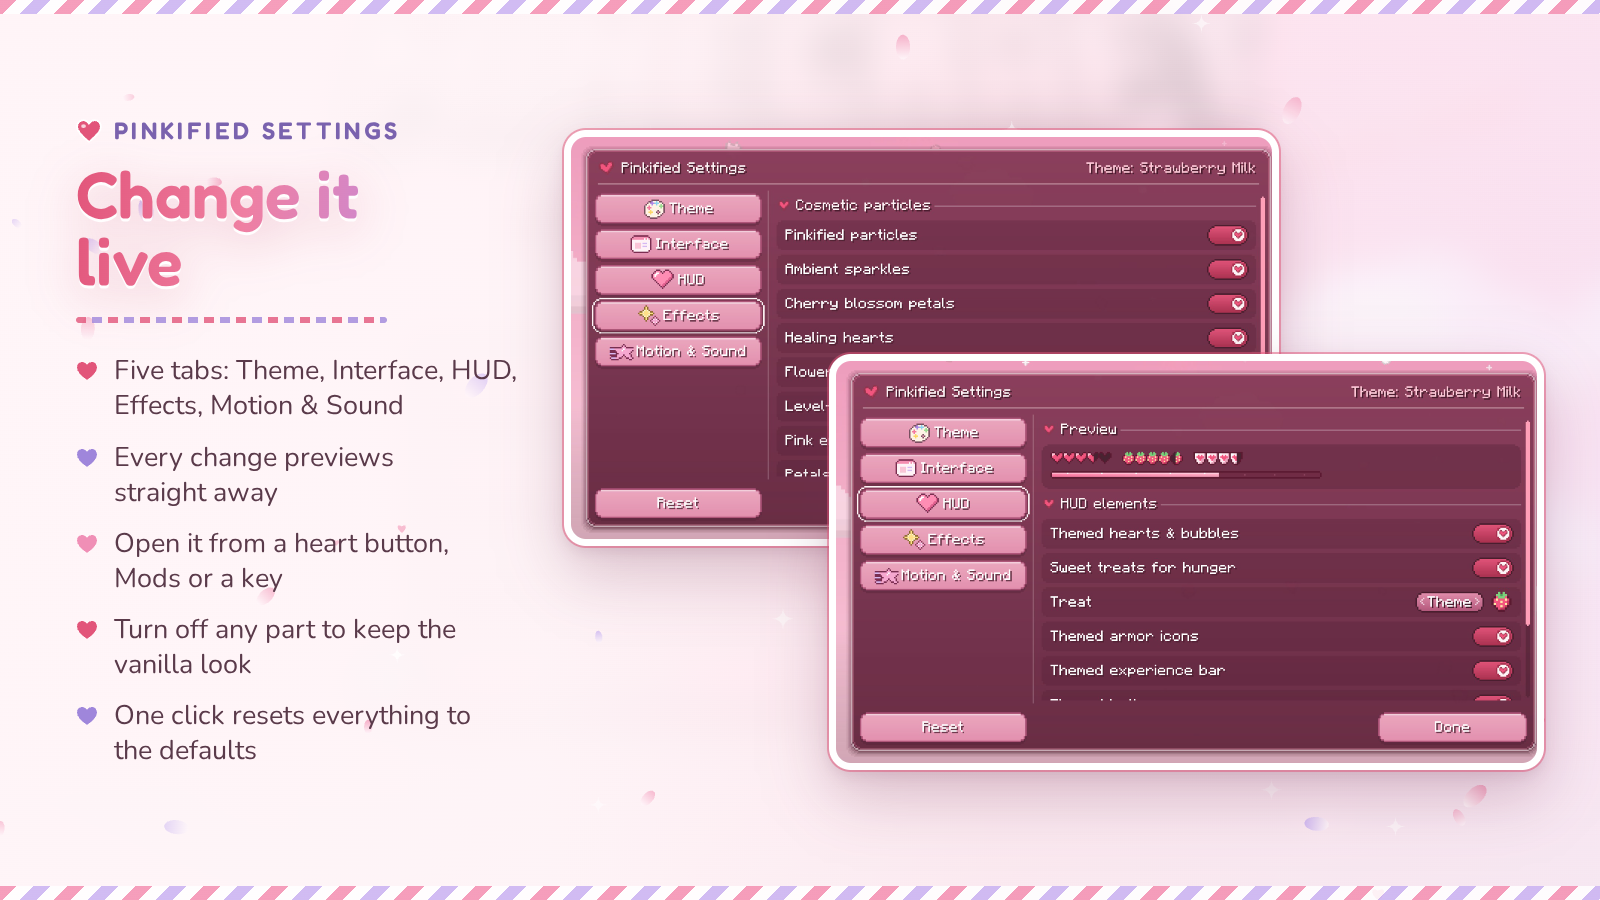 PINKIFIED SETTINGS
Change it
live
Five tabs: Theme, Interface, HUD,
Effects, Motion & Sound
Every change previews
straight away
Open it from a heart button,
Mods or a key
Turn off any part to keep the
vanilla look
One click resets everything to
the defaults
Pinkified Settings
Theme: Strawberry Milk
Theme
Interface
HUD
Effects
Motion & Sound
Reset
Cosmetic particles
Pinkified particles
Ambient sparkles
Cherry blossom petals
Healing hearts
Flower
Level-
Pink e
Petals
Pinkified Settings
Theme: Strawberry Milk
Theme
Interface
HUD
Effects
Motion & Sound
Reset
Preview
HUD elements
Themed hearts & bubbles
Sweet treats for hunger
Treat
‹Theme›
Themed armor icons
Themed experience bar
Done